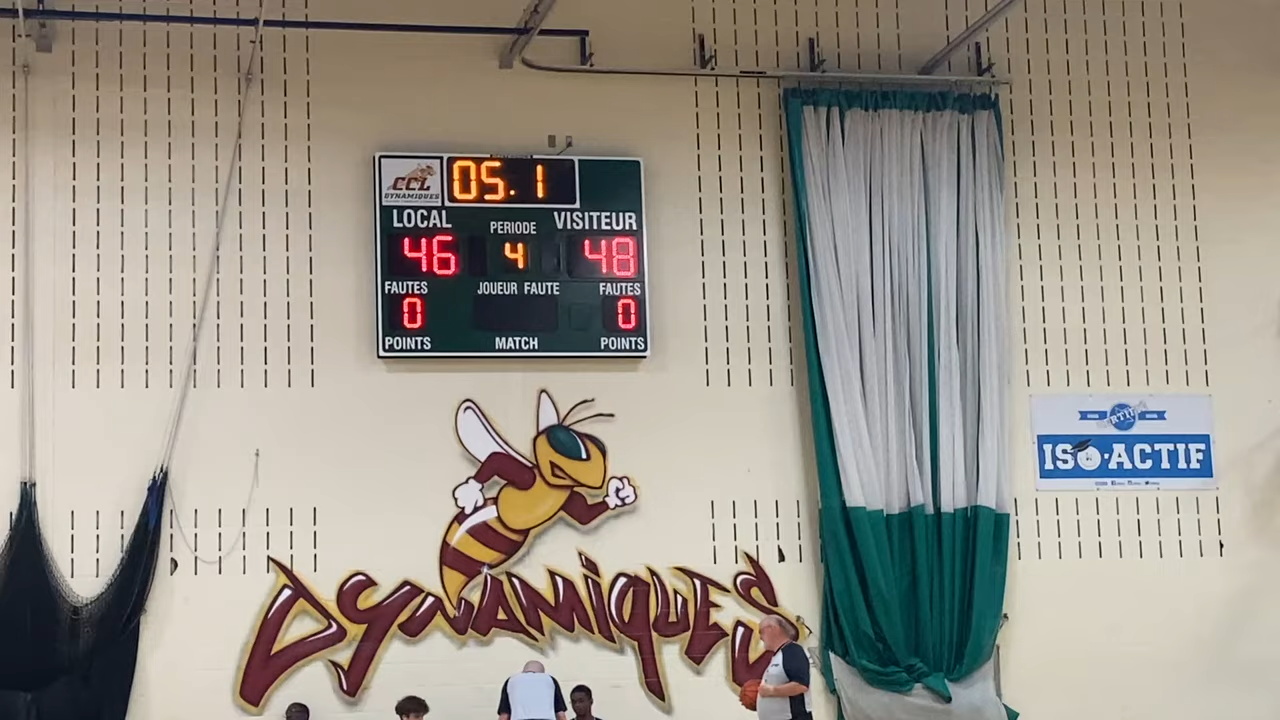 CCL
DYNAMIQUES
05.1
LOCAL
PERIODE
VISITEUR
46
4
48
FAUTES
JOUEUR FAUTE
FAUTES
0
0
POINTS
MATCH
POINTS
DYNAMIQUES
ISO-ACTIF